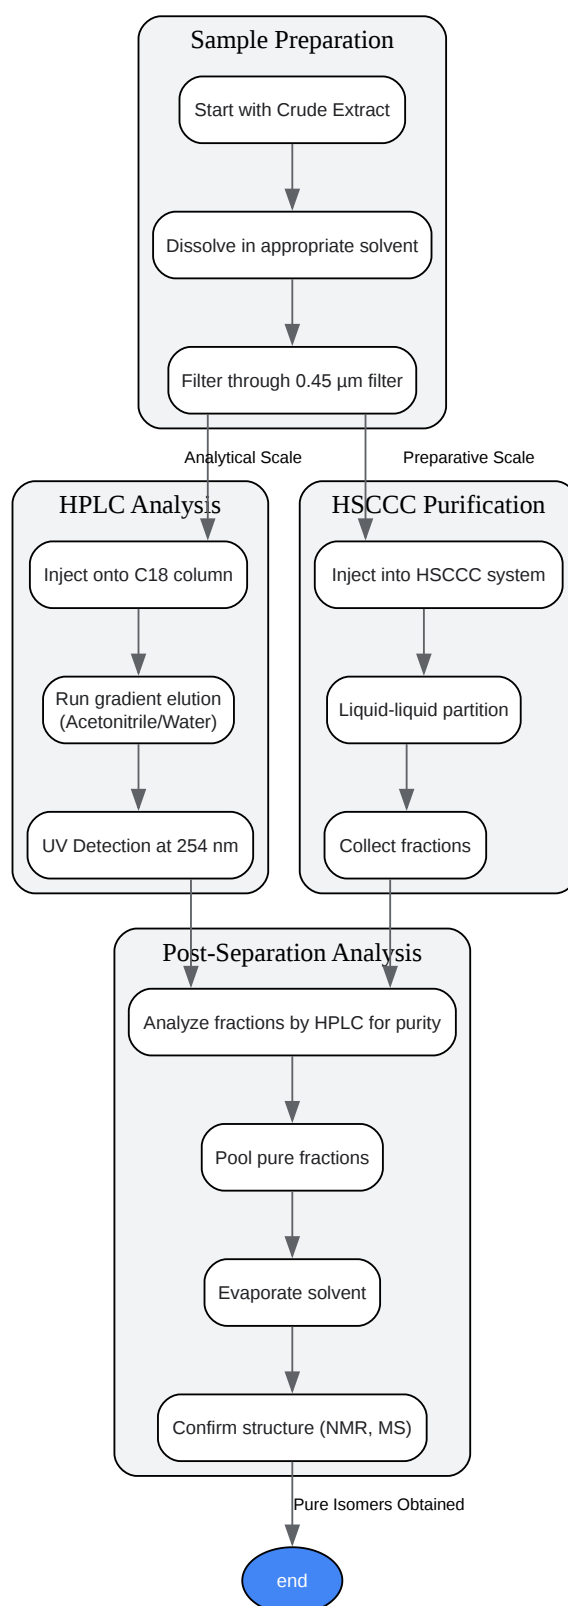 Sample Preparation
Start with Crude Extract
Dissolve in appropriate solvent
Filter through 0.45 µm filter
Analytical Scale
Preparative Scale
HPLC Analysis
Inject onto C18 column
Run gradient elution
(Acetonitrile/Water)
UV Detection at 254 nm
HSCCC Purification
Inject into HSCCC system
Liquid-liquid partition
Collect fractions
Post-Separation Analysis
Analyze fractions by HPLC for purity
Pool pure fractions
Evaporate solvent
Confirm structure (NMR, MS)
Pure Isomers Obtained
end